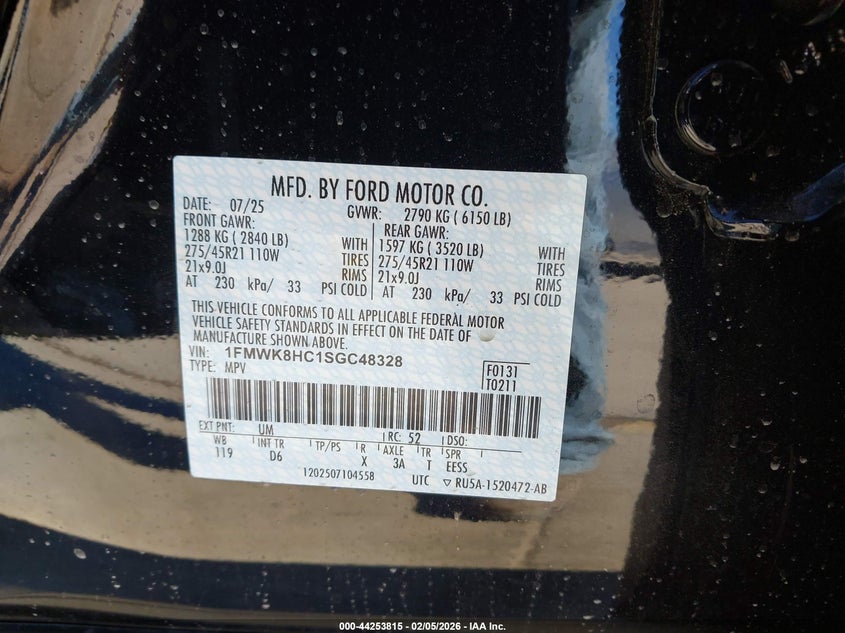 MFD. BY FORD MOTOR CO.
DATE: 07/25 GVWR: 2790 KG ( 6150 LB)
FRONT GAWR: REAR GAWR:
1288 KG ( 2840 LB) WITH 1597 KG ( 3520 LB) WITH
275/45R21 110W TIRES 275/45R21 110W TIRES
21x9.0J RIMS 21x9.0J RIMS
AT 230 kPa/ 33 PSI COLD AT 230 kPa/ 33 PSI COLD
THIS VEHICLE CONFORMS TO ALL APPLICABLE FEDERAL MOTOR
VEHICLE SAFETY STANDARDS IN EFFECT ON THE DATE OF
MANUFACTURE SHOWN ABOVE.
VIN: 1FMWK8HC1SGC48328
TYPE: MPV
F0131
T0211
EXT PNT: UM RC: 52 DSO:
WB INT TR TP/PS R AXLE TR SPR
119 D6 X 3A T EESS
1202507104558 UTC ▽ RU5A-1520472-AB
000-44253815 - 02/05/2026 - IAA Inc.